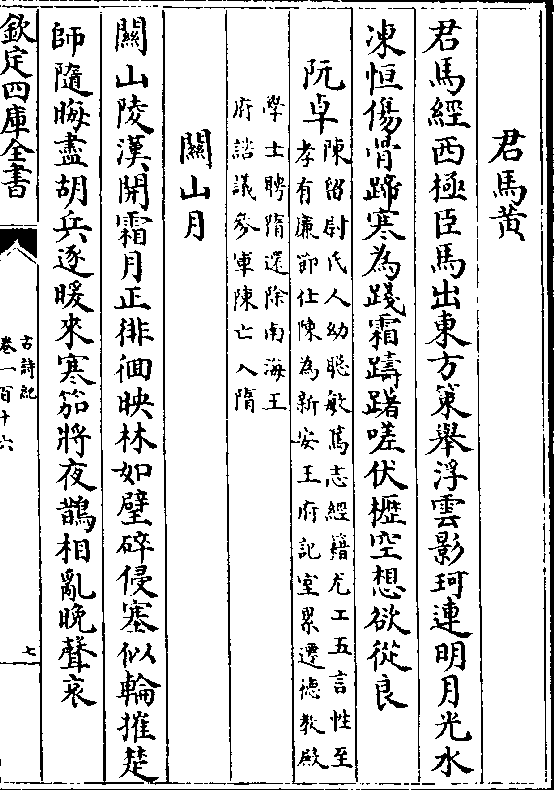 君馬黃
君馬經西極臣馬出東方策舉浮雲影珂連明月光水
凍恒傷骨蹄寒為踐霜躊躇嗟伏櫪空想欲從良
阮卓
陳留尉氏人幼聰敏篤志經籍尤工五言性至
孝有廉節仕陳為新安王府記室累遷德教殿
學士聘隋還除南海王
府諮議參軍陳亡入隋
關山月
關山陵漢開霜月正徘徊映林如璧碎侵塞似輪摧楚
師隨晦盡胡兵逐暖來寒笳將夜鵲相亂晚聲哀
欽定四庫全書
古詩紀
卷一百十六
七